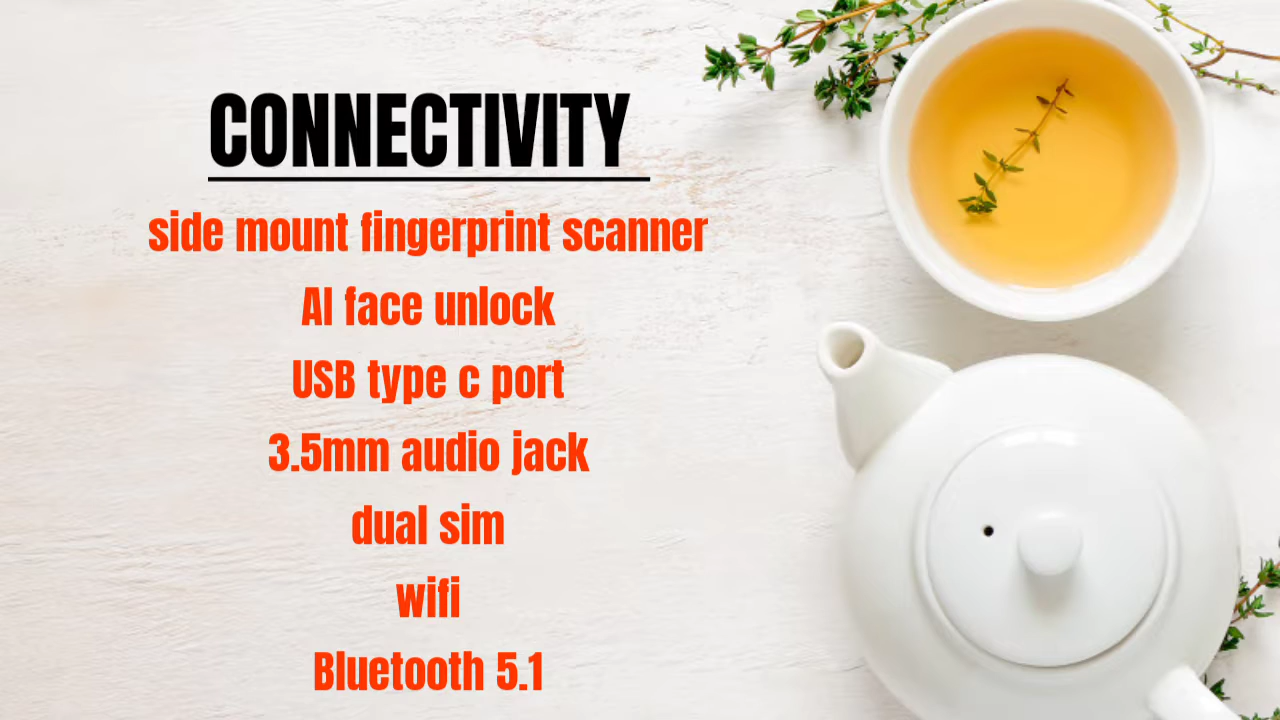 CONNECTIVITY
side mount fingerprint scanner
AI face unlock
USB type c port
3.5mm audio jack
dual sim
wifi
Bluetooth 5.1